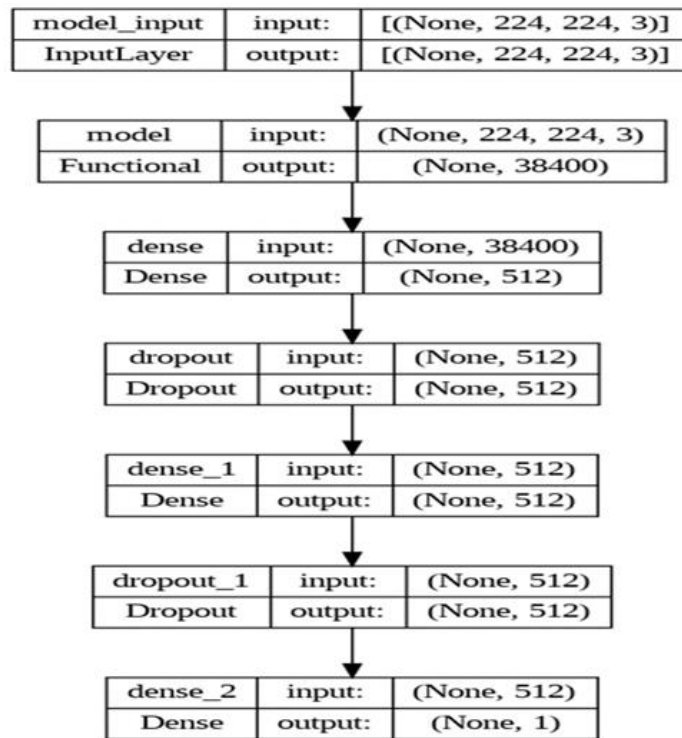 model_input input: [(None, 224, 224, 3)]
InputLayer output: [(None, 224, 224, 3)]
model input: (None, 224, 224, 3)
Functional output: (None, 38400)
dense input: (None, 38400)
Dense output: (None, 512)
dropout input: (None, 512)
Dropout output: (None, 512)
dense_1 input: (None, 512)
Dense output: (None, 512)
dropout_1 input: (None, 512)
Dropout output: (None, 512)
dense_2 input: (None, 512)
Dense output: (None, 1)